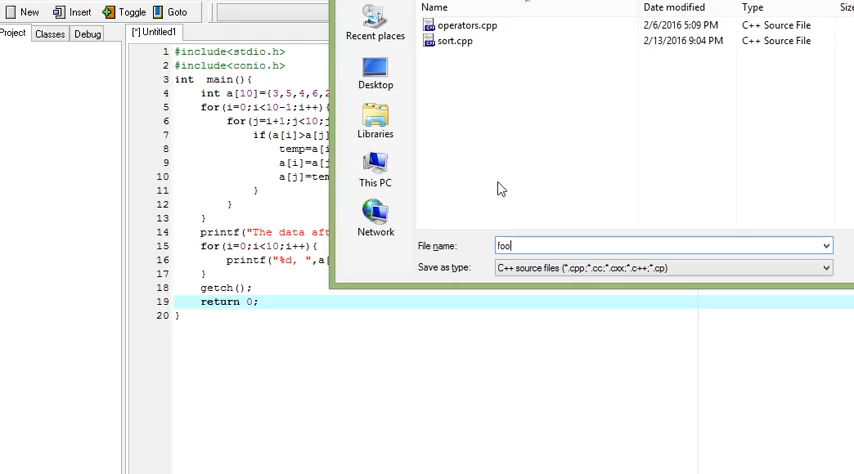 New Insert Toggle Goto
Project Classes Debug
[*] Untitled1
1 #include<stdio.h>
2 #include<conio.h>
3 int main(){
4 int a[10]={3,5,4,6,2
5 for(i=0;i<10-1;i++){
6 for(j=i+1;j<10;j
7 if(a[i]>a[j]
8 temp=a[i
9 a[i]=a[j
10 a[j]=tem
11 }
12 }
13 }
14 printf("The data aft
15 for(i=0;i<10;i++){
16 printf("%d, ",a[
17 }
18 getch();
19 return 0;
20 }
Recent places
Desktop
Libraries
This PC
Network
Name Date modified Type Size
operators.cpp 2/6/2016 5:09 PM C++ Source File
sort.cpp 2/13/2016 9:04 PM C++ Source File
File name: foo
Save as type: C++ source files (*.cpp;*.cc;*.cxx;*.c++;*.cp)